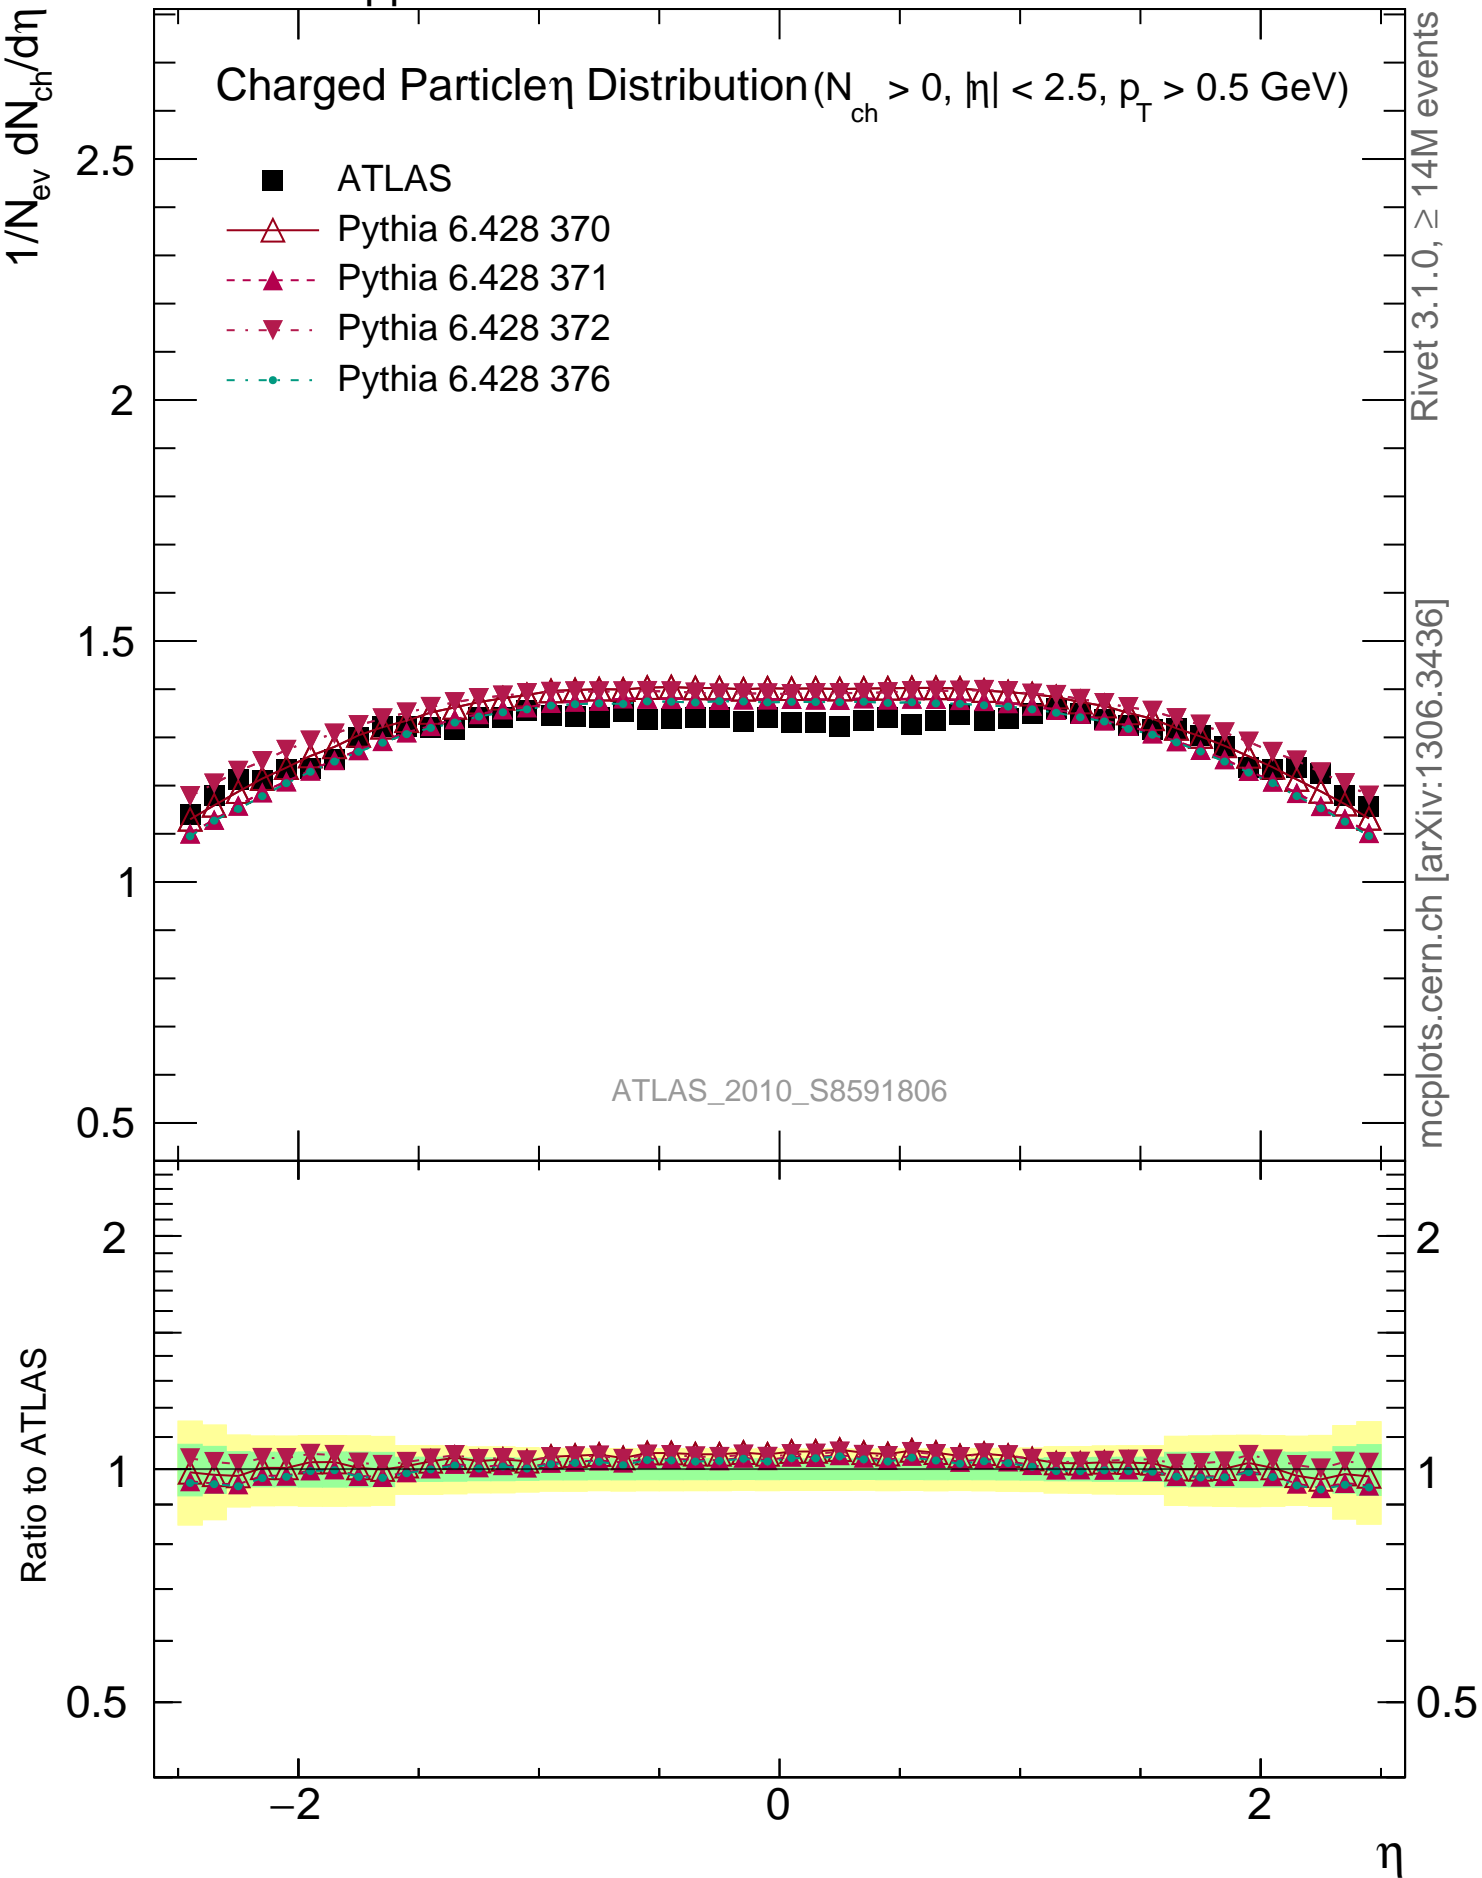 pp
1/N_ev dN_ch/dη
Charged Particle η Distribution (N_ch > 0, |η| < 2.5, p_T > 0.5 GeV)
ATLAS
Pythia 6.428 370
Pythia 6.428 371
Pythia 6.428 372
Pythia 6.428 376
2.5
2
1.5
1
0.5
ATLAS_2010_S8591806
Rivet 3.1.0, ≥ 14M events
mcplots.cern.ch [arXiv:1306.3436]
Ratio to ATLAS
2
1
0.5
2
1
0.5
−2
0
2
η